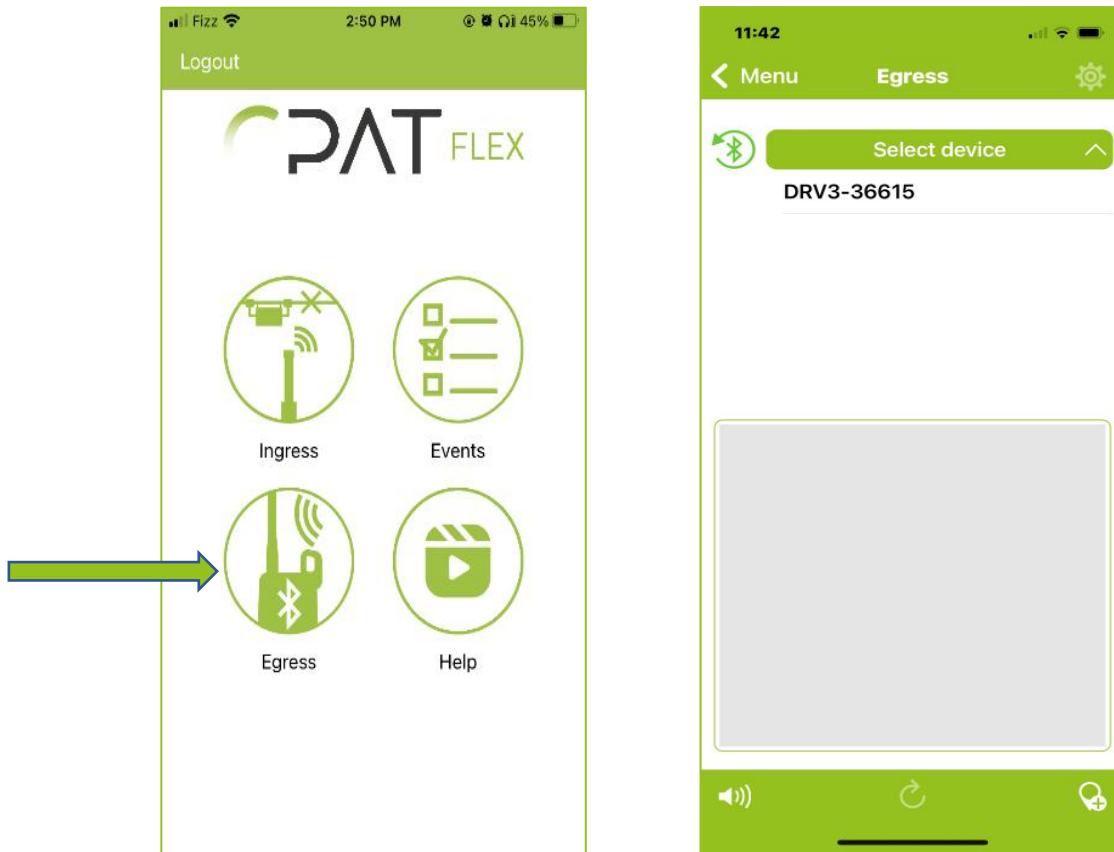 Fizz 2:50 PM 45%
Logout
CPAT FLEX
Ingress Events
Egress Help
11:42
Menu Egress
Select device
DRV3-36615